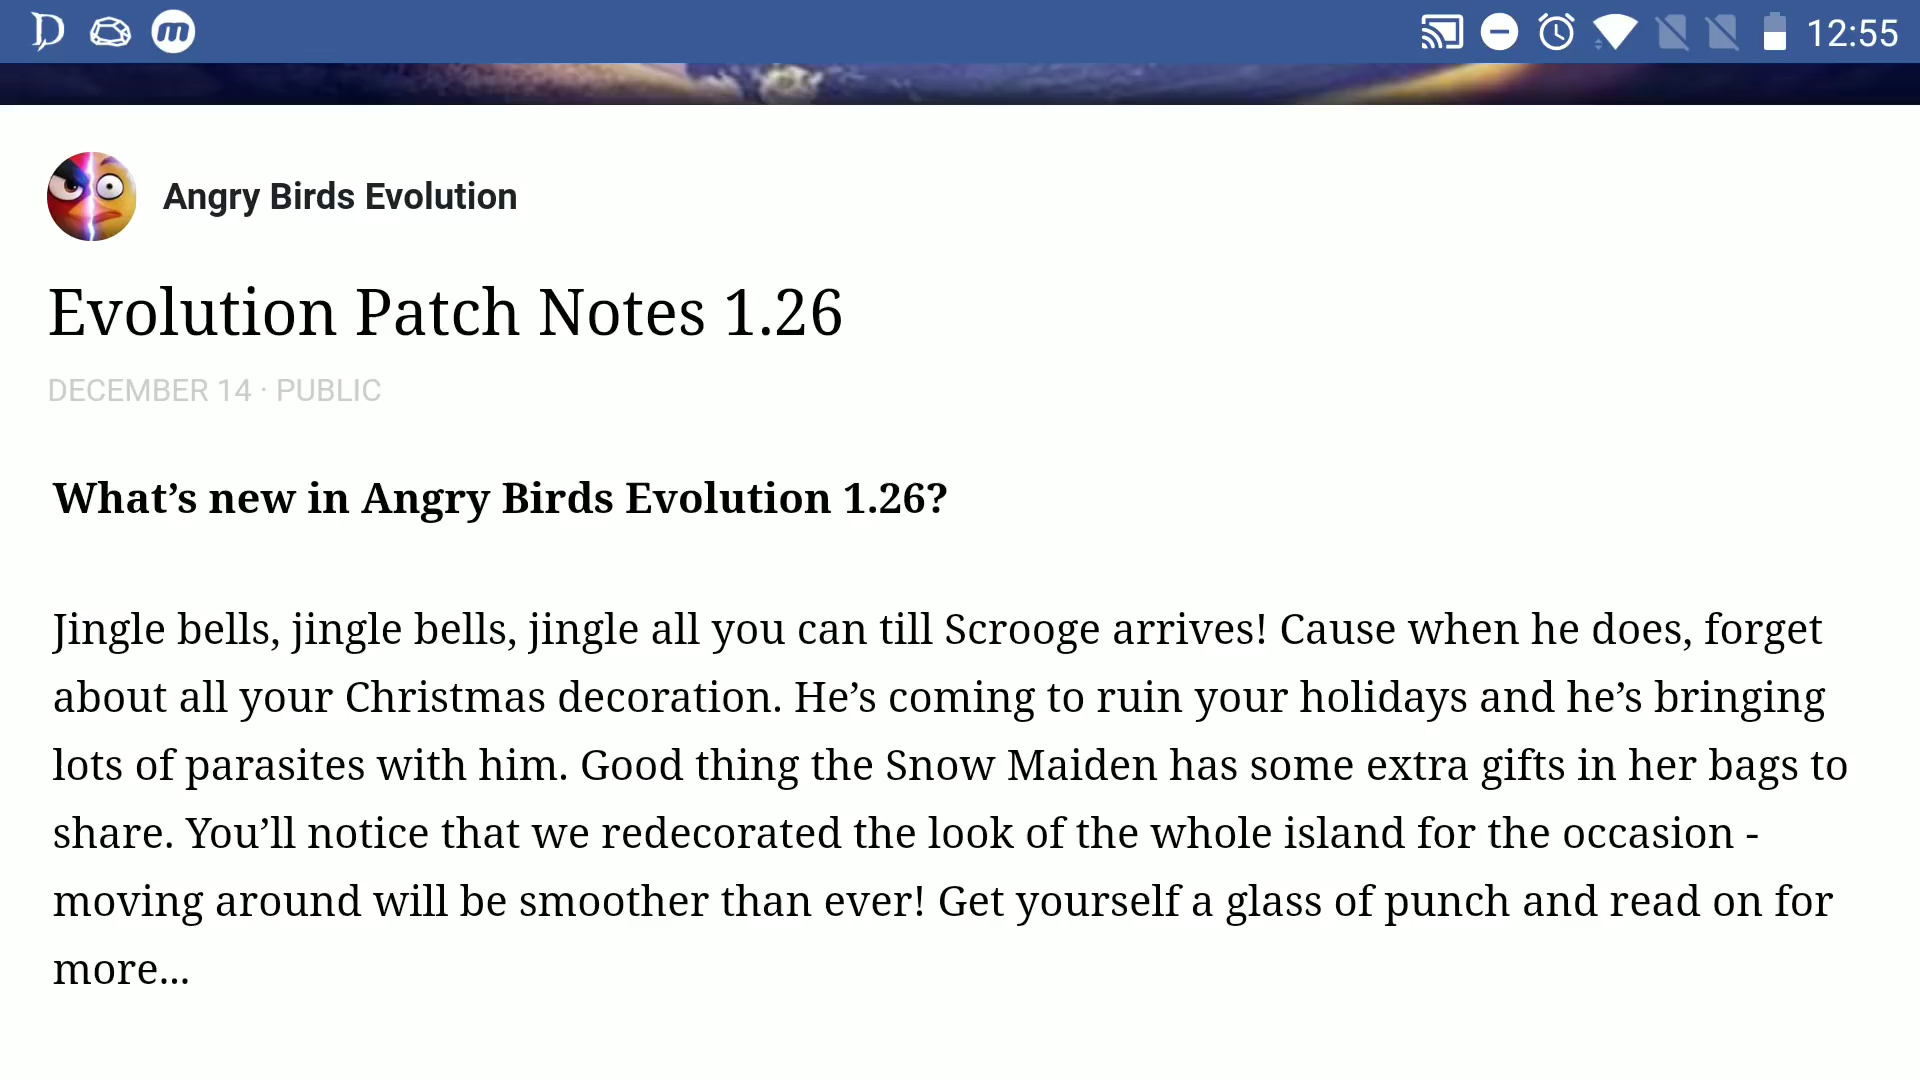 12:55
Angry Birds Evolution
Evolution Patch Notes 1.26
DECEMBER 14 · PUBLIC
What’s new in Angry Birds Evolution 1.26?
Jingle bells, jingle bells, jingle all you can till Scrooge arrives! Cause when he does, forget
about all your Christmas decoration. He’s coming to ruin your holidays and he’s bringing
lots of parasites with him. Good thing the Snow Maiden has some extra gifts in her bags to
share. You’ll notice that we redecorated the look of the whole island for the occasion -
moving around will be smoother than ever! Get yourself a glass of punch and read on for
more...